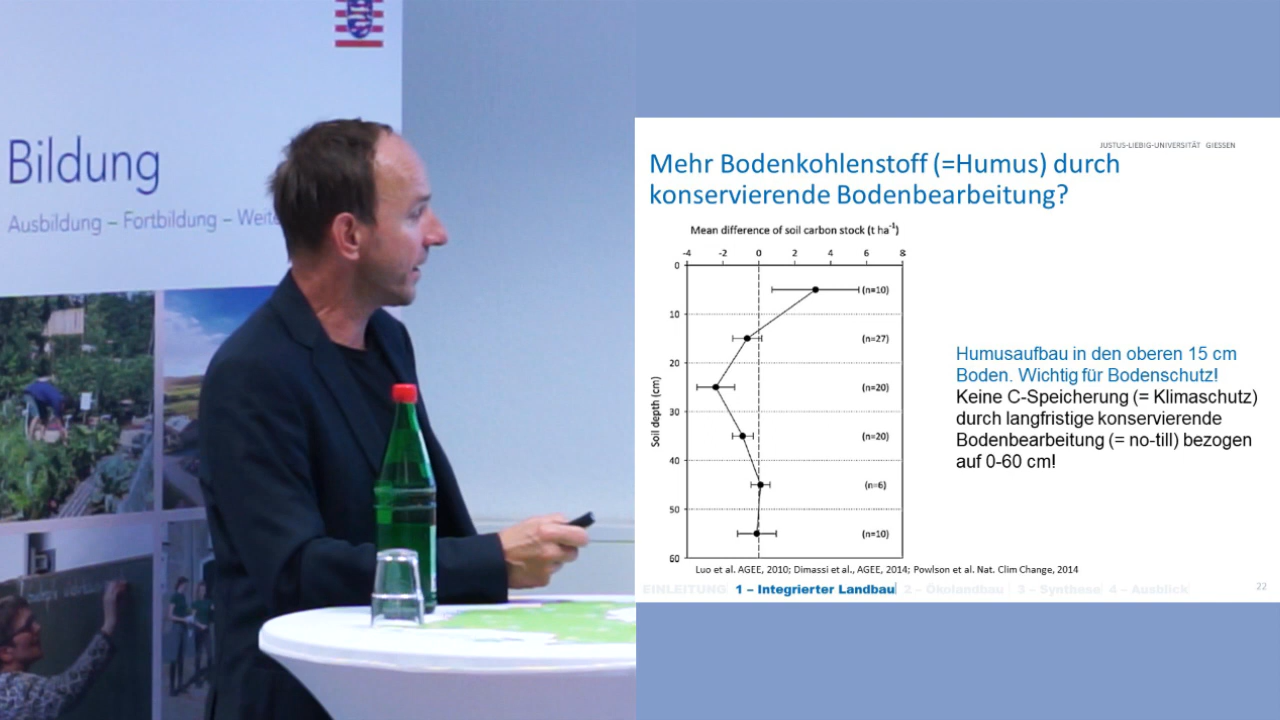 Bildung
Ausbildung – Fortbildung –
JUSTUS-LIEBIG-UNIVERSITÄT GIESSEN
Mehr Bodenkohlenstoff (=Humus) durch
konservierende Bodenbearbeitung?
Mean difference of soil carbon stock (t ha-1)
-4 -2 0 2 4 6 8
0
(n=10)
10
(n=27)
20
(n=20)
30
(n=20)
40
(n=6)
50
(n=10)
60
Soil depth (cm)
Humusaufbau in den oberen 15 cm
Boden. Wichtig für Bodenschutz!
Keine C-Speicherung (= Klimaschutz)
durch langfristige konservierende
Bodenbearbeitung (= no-till) bezogen
auf 0-60 cm!
Luo et al. AGEE, 2010; Dimassi et al., AGEE, 2014; Powlson et al. Nat. Clim Change, 2014
EINLEITUNG 1 – Integrierter Landbau 2 – Ökolandbau 3 – Synthese 4 – Ausblick
22